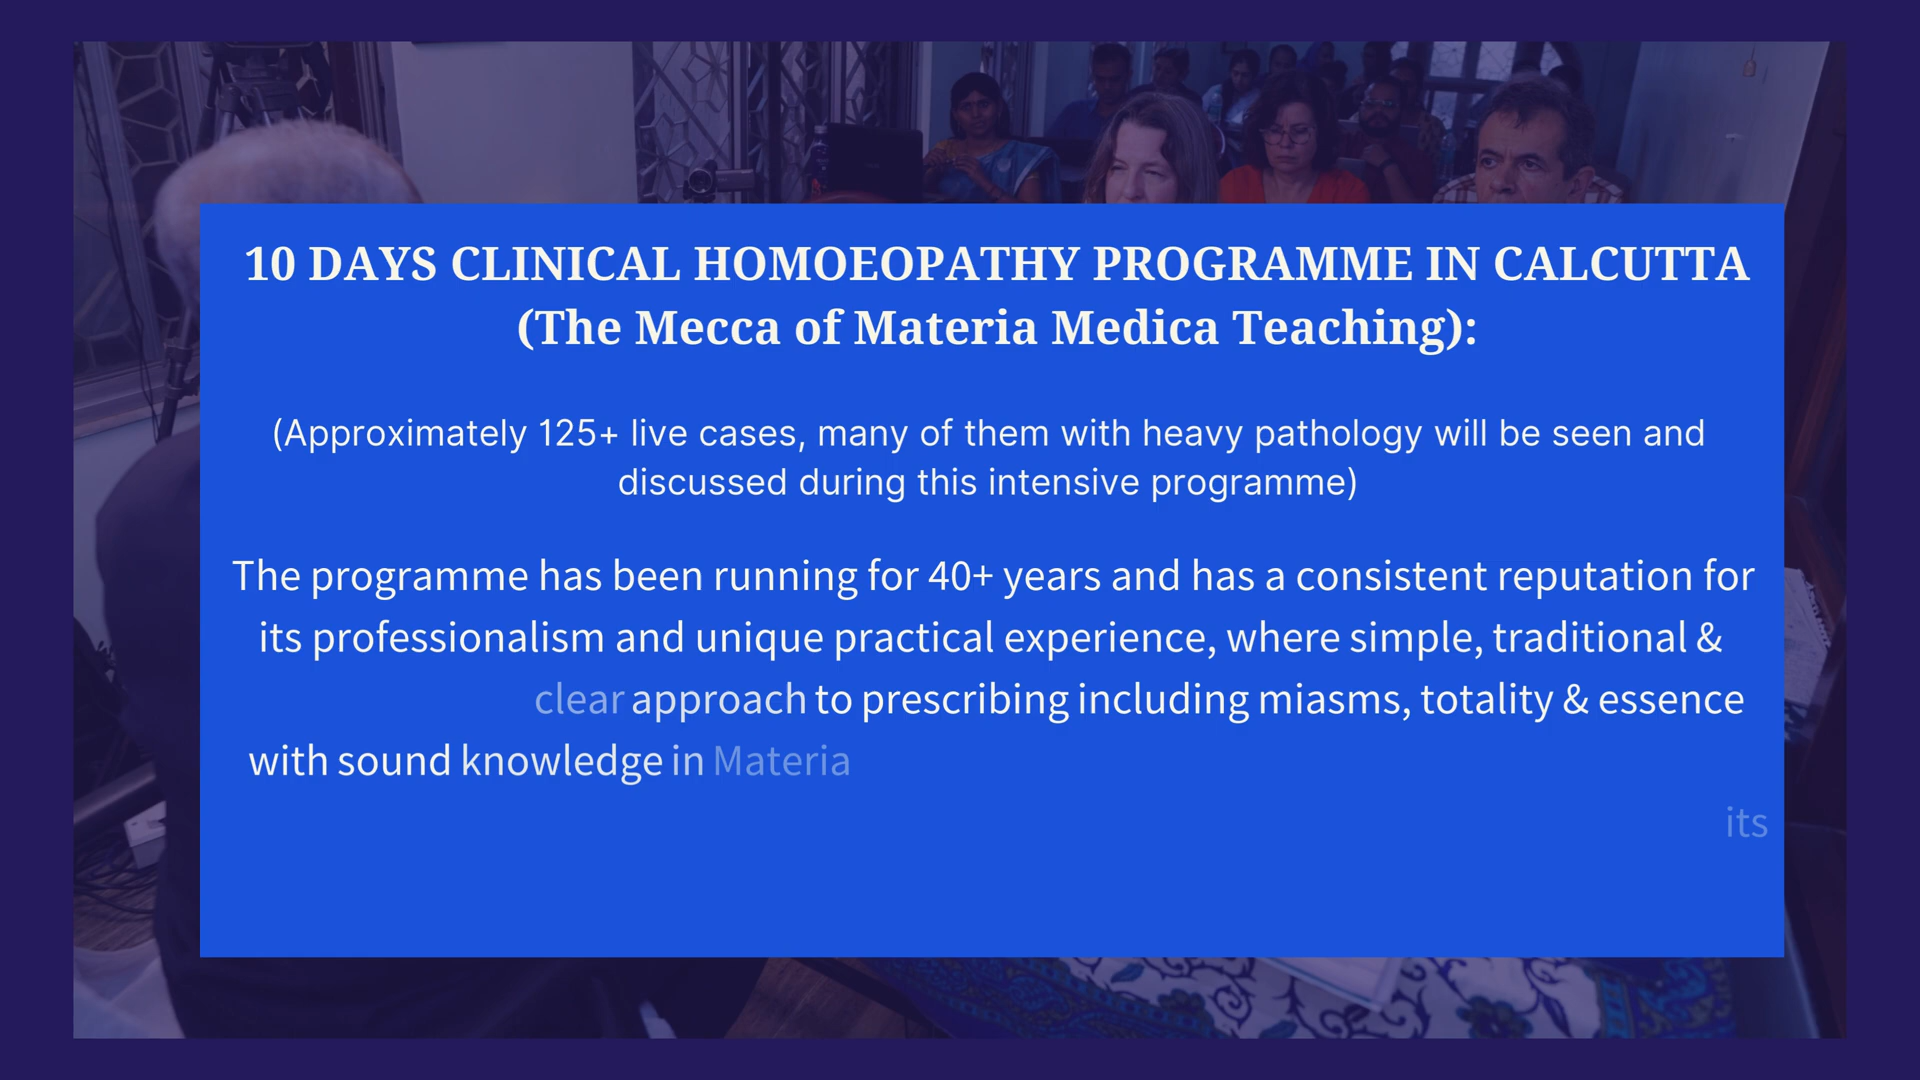 10 DAYS CLINICAL HOMOEOPATHY PROGRAMME IN CALCUTTA
(The Mecca of Materia Medica Teaching):
(Approximately 125+ live cases, many of them with heavy pathology will be seen and
discussed during this intensive programme)
The programme has been running for 40+ years and has a consistent reputation for
its professionalism and unique practical experience, where simple, traditional &
clear approach to prescribing including miasms, totality & essence
with sound knowledge in Materia
its